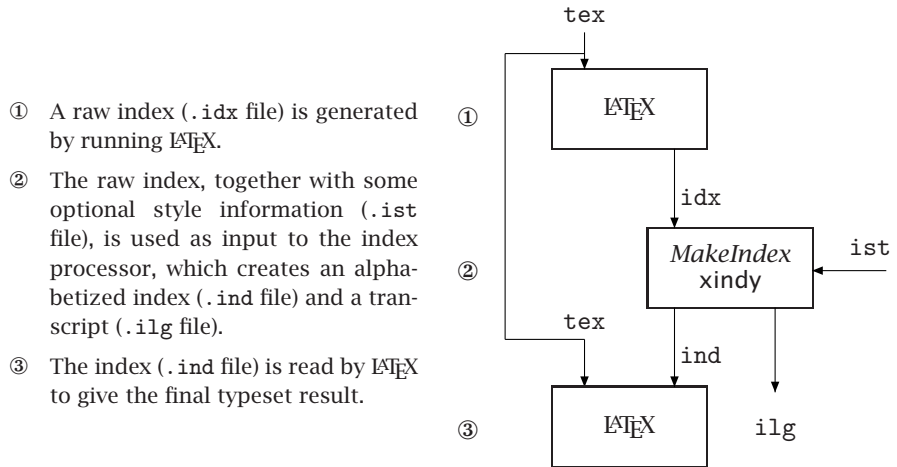 ① A raw index (.idx file) is generated
by running LATEX.
② The raw index, together with some
optional style information (.ist
file), is used as input to the index
processor, which creates an alpha-
betized index (.ind file) and a tran-
script (.ilg file).
③ The index (.ind file) is read by LATEX
to give the final typeset result.
tex
① LATEX
idx
② MakeIndex
xindy
ist
tex
ind
③ LATEX
ilg